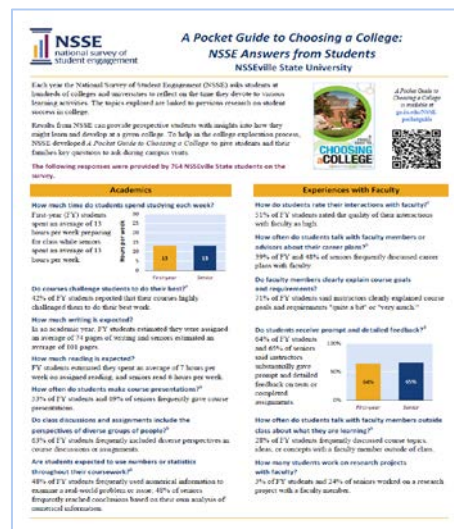 NSSE
national survey of
student engagement
A Pocket Guide to Choosing a College:
NSSE Answers from Students
NSSEville State University
Each year the National Survey of Student Engagement (NSSE) asks students at
hundreds of colleges and universities to reflect on the time they devote to various
learning activities. The topics explored are linked to previous research on student
success in college.
Results from NSSE can provide prospective students with insights into how they
might learn and develop at a given college. To help in the college exploration process,
NSSE developed A Pocket Guide to Choosing a College to give students and their
families key questions to ask during campus visits.
The following responses were provided by 764 NSSEville State students on the
survey.
CHOOSING
A COLLEGE
A Pocket Guide to
Choosing a College
is available at
Academics
How much time do students spend studying each week?
First-year (FY) students
spent an average of 13
hours per week preparing
for class while seniors
spent an average of 13
hours per week.
Hours per week
30
25
20
15
10
5
0
13
13
First-year
Senior
Do courses challenge students to do their best?
42% of FY students reported that their courses highly
challenged them to do their best work.
How much writing is expected?
In an academic year, FY students estimated they were assigned
an average of 74 pages of writing and seniors estimated an
average of 101 pages.
How much reading is expected?
FY students estimated they spent an average of 7 hours per
week on assigned reading, and seniors read 6 hours per week.
How often do students make course presentations?
53% of FY students and 69% of seniors frequently gave course
presentations.
Do class discussions and assignments include the
perspectives of diverse groups of people?
63% of FY students frequently included diverse perspectives in
course discussions or assignments.
Are students expected to use numbers or statistics
throughout their coursework?
48% of FY students frequently used numerical information to
examine a real-world problem or issue; 40% of seniors
frequently reached conclusions based on their own analysis of
numerical information.
Experiences with Faculty
How do students rate their interactions with faculty?
51% of FY students rated the quality of their interactions
with faculty as high.
How often do students talk with faculty members or
advisors about their career plans?
39% of FY and 48% of seniors frequently discussed career
plans with faculty.
Do faculty members clearly explain course goals
and requirements?
71% of FY students said instructors clearly explained course
goals and requirements "quite a bit" or "very much."
Do students receive prompt and detailed feedback?
64% of FY students
and 65% of seniors
said instructors
substantially gave
prompt and detailed
feedback on tests or
completed
assignments.
100%
50%
0%
64%
65%
First-year
Senior
How often do students talk with faculty members outside
class about what they are learning?
28% of FY students frequently discussed course topics,
ideas, or concepts with a faculty member outside of class.
How many students work on research projects
with faculty?
5% of FY students and 24% of seniors worked on a research
project with a faculty member.